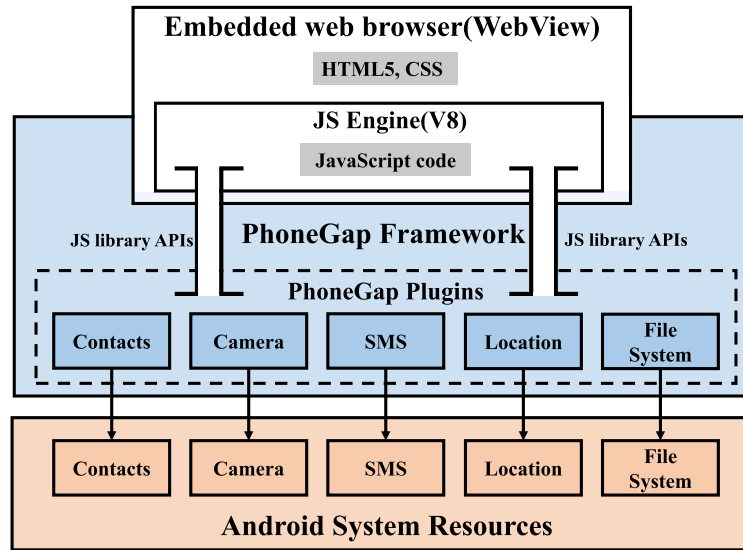 Embedded web browser(WebView)
HTML5, CSS
JS Engine(V8)
JavaScript code
JS library APIs
PhoneGap Framework
JS library APIs
PhoneGap Plugins
Contacts
Camera
SMS
Location
File
System
Contacts
Camera
SMS
Location
File
System
Android System Resources